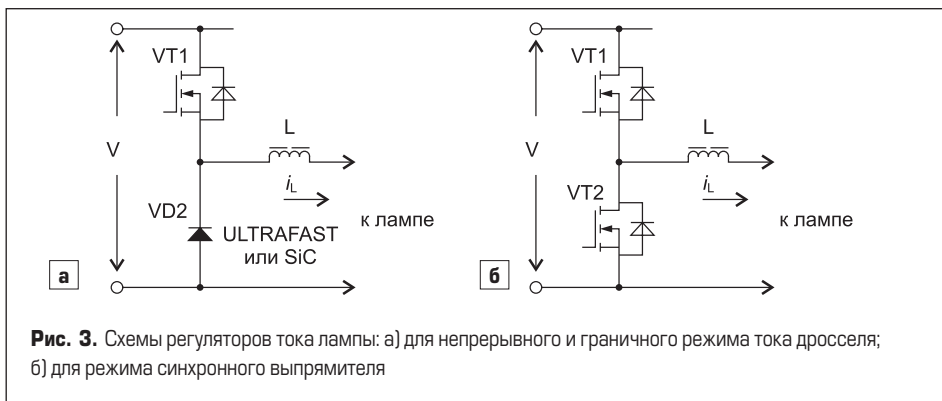 VT1
V
L
iL
VD2
к лампе
ULTRAFAST
или SiC
а
VT1
V
L
iL
VT2
к лампе
б
Рис. 3. Схемы регуляторов тока лампы: а) для непрерывного и граничного режима тока дросселя;
б) для режима синхронного выпрямителя